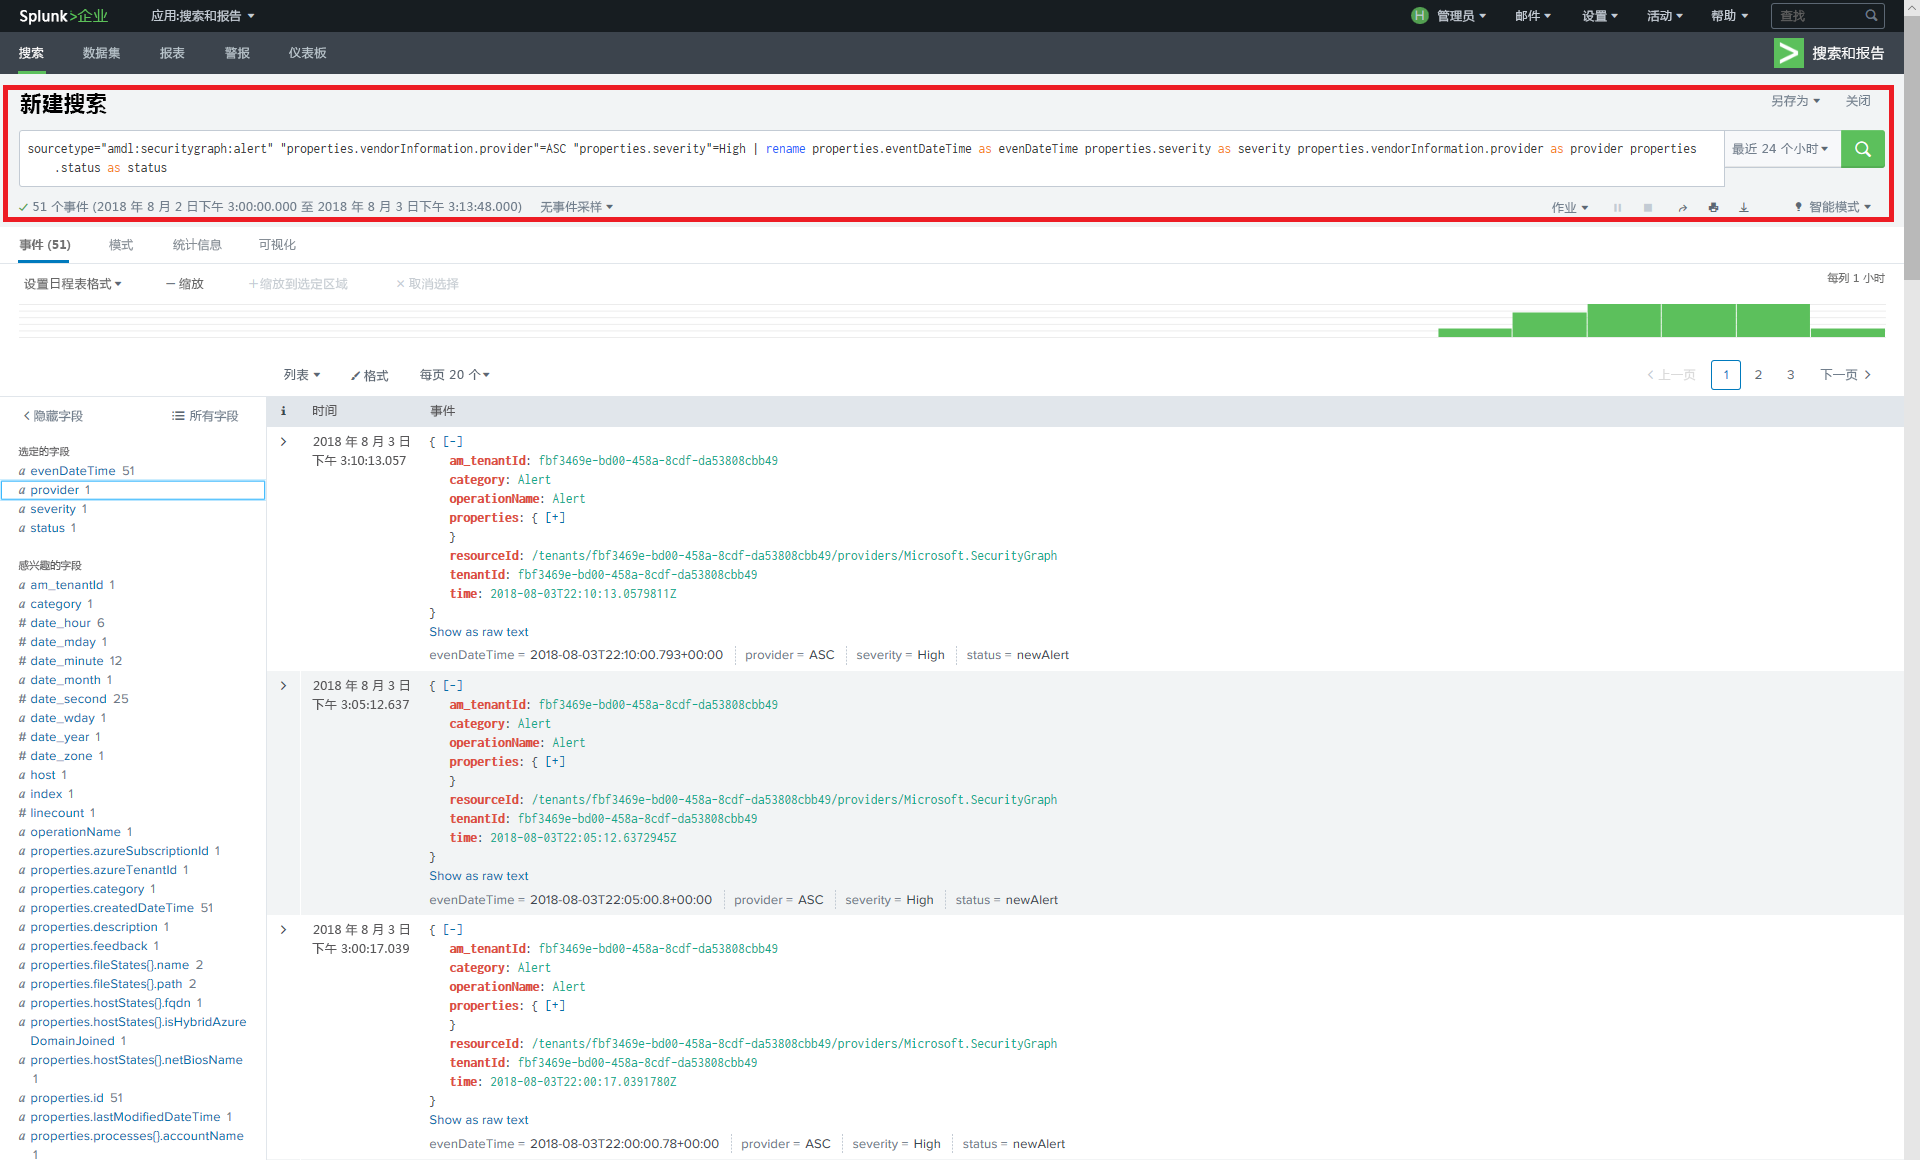 Splunk>企业 应用:搜索和报告 H 管理员 邮件 设置 活动 帮助 查找
搜索 数据集 报表 警报 仪表板 搜索和报告
新建搜索 另存为 关闭
sourcetype="amdl:securitygraph:alert" "properties.vendorInformation.provider"=ASC "properties.severity"=High | rename properties.eventDateTime as evenDateTime properties.severity as severity properties.vendorInformation.provider as provider properties
.status as status
最近 24 个小时
51 个事件 (2018 年 8 月 2 日下午 3:00:00.000 至 2018 年 8 月 3 日下午 3:13:48.000) 无事件采样 作业 智能模式
事件 (51) 模式 统计信息 可视化
设置日程表格式 — 缩放 +缩放到选定区域 × 取消选择 每列 1 小时
列表 格式 每页 20 个 <上一页 1 2 3 下一页 >
<隐藏字段 所有字段
选定的字段
a evenDateTime 51
a provider 1
a severity 1
a status 1
感兴趣的字段
a am_tenantId 1
a category 1
# date_hour 6
# date_mday 1
# date_minute 12
a date_month 1
# date_second 25
a date_wday 1
# date_year 1
# date_zone 1
a host 1
a index 1
# linecount 1
a operationName 1
a properties.azureSubscriptionId 1
a properties.azureTenantId 1
a properties.category 1
a properties.createdDateTime 51
a properties.description 1
a properties.feedback 1
a properties.fileStates{}.name 2
a properties.fileStates{}.path 2
a properties.hostStates{}.fqdn 1
a properties.hostStates{}.isHybridAzure
DomainJoined 1
a properties.hostStates{}.netBiosName
1
a properties.id 51
a properties.lastModifiedDateTime 1
a properties.processes{}.accountName
1
i 时间 事件
> 2018 年 8 月 3 日 { [-]
下午 3:10:13.057 am_tenantId: fbf3469e-bd00-458a-8cdf-da53808cbb49
category: Alert
operationName: Alert
properties: { [+]
}
resourceId: /tenants/fbf3469e-bd00-458a-8cdf-da53808cbb49/providers/Microsoft.SecurityGraph
tenantId: fbf3469e-bd00-458a-8cdf-da53808cbb49
time: 2018-08-03T22:10:13.0579811Z
}
Show as raw text
evenDateTime = 2018-08-03T22:10:00.793+00:00 provider = ASC severity = High status = newAlert
> 2018 年 8 月 3 日 { [-]
下午 3:05:12.637 am_tenantId: fbf3469e-bd00-458a-8cdf-da53808cbb49
category: Alert
operationName: Alert
properties: { [+]
}
resourceId: /tenants/fbf3469e-bd00-458a-8cdf-da53808cbb49/providers/Microsoft.SecurityGraph
tenantId: fbf3469e-bd00-458a-8cdf-da53808cbb49
time: 2018-08-03T22:05:12.6372945Z
}
Show as raw text
evenDateTime = 2018-08-03T22:05:00.8+00:00 provider = ASC severity = High status = newAlert
> 2018 年 8 月 3 日 { [-]
下午 3:00:17.039 am_tenantId: fbf3469e-bd00-458a-8cdf-da53808cbb49
category: Alert
operationName: Alert
properties: { [+]
}
resourceId: /tenants/fbf3469e-bd00-458a-8cdf-da53808cbb49/providers/Microsoft.SecurityGraph
tenantId: fbf3469e-bd00-458a-8cdf-da53808cbb49
time: 2018-08-03T22:00:17.0391780Z
}
Show as raw text
evenDateTime = 2018-08-03T22:00:00.78+00:00 provider = ASC severity = High status = newAlert